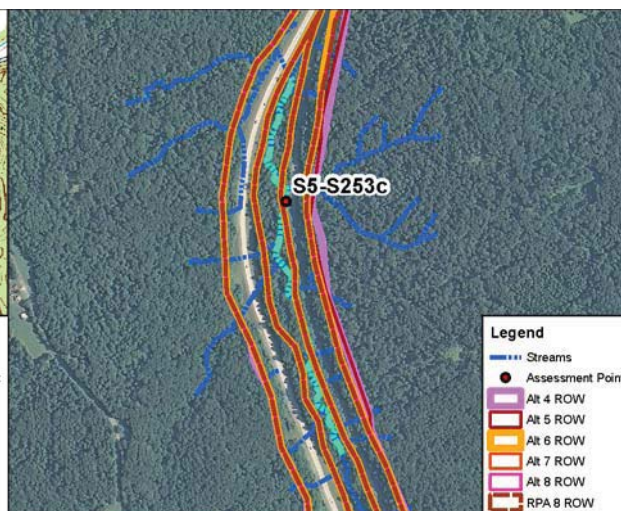 S5-S253c
Legend
Streams
Assessment Point
Alt 4 ROW
Alt 5 ROW
Alt 6 ROW
Alt 7 ROW
Alt 8 ROW
RPA 8 ROW